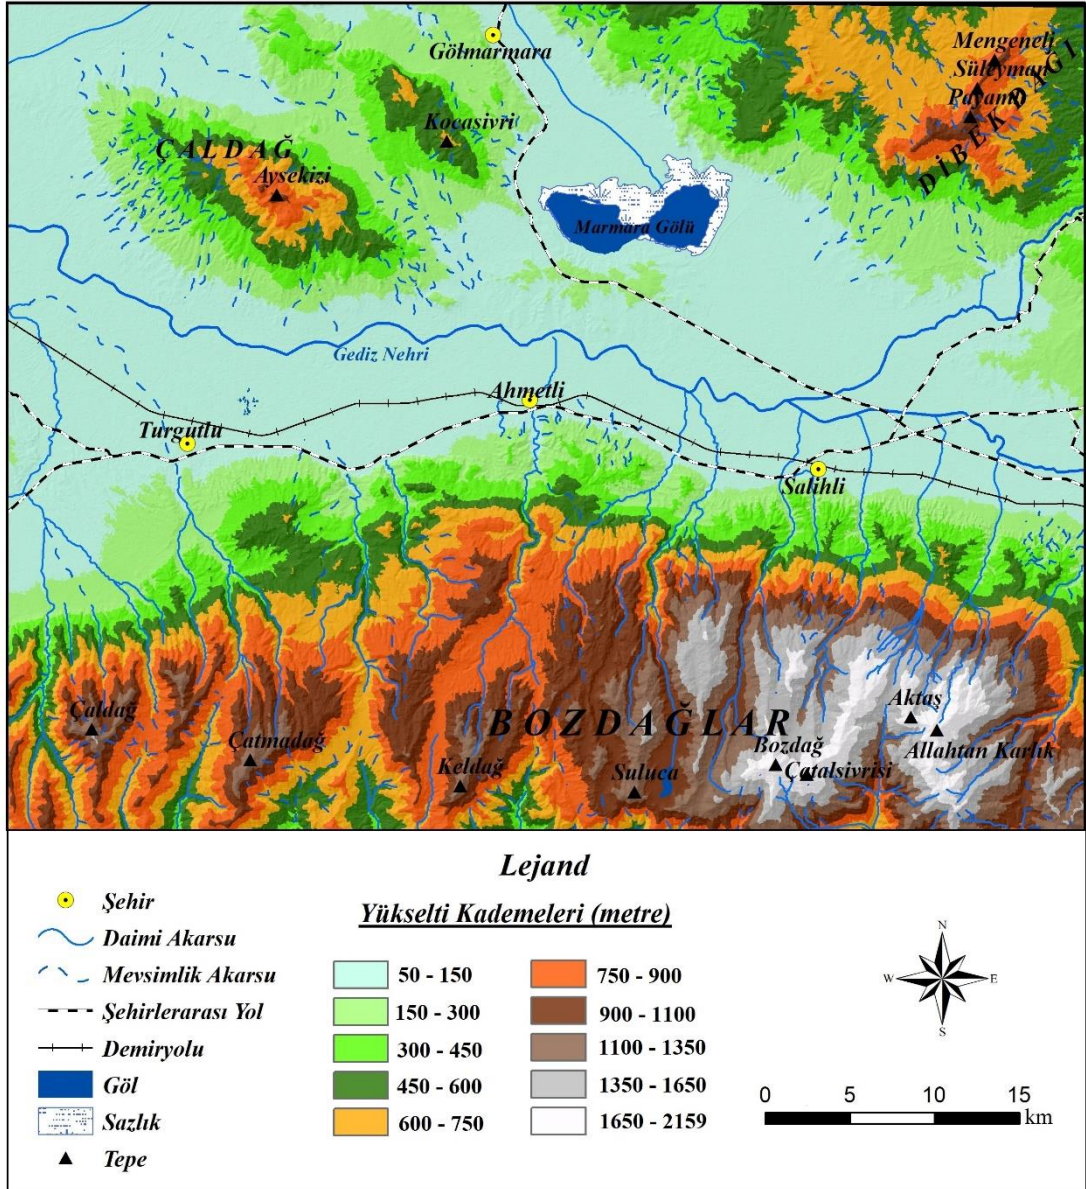 Gölmarmara
Mengeneli
Süleyman
Payamlı
DİBEK DAĞI
Kocasivri
ÇALDAĞ
Aysekizi
Marmara Gölü
Gediz Nehri
Ahmetli
Turgutlu
Salihli
Çaldağ
Çatmadağ
Keldağ
BOZDAĞLAR
Suluca
Bozdağ
Çatalsivrisi
Aktaş
Allahtan Karlık
Lejand
Şehir
Daimi Akarsu
Mevsimlik Akarsu
Şehirlerarası Yol
Demiryolu
Göl
Sazlık
Tepe
Yükselti Kademeleri (metre)
50 - 150
150 - 300
300 - 450
450 - 600
600 - 750
750 - 900
900 - 1100
1100 - 1350
1350 - 1650
1650 - 2159
N
W E
S
0 5 10 15
km